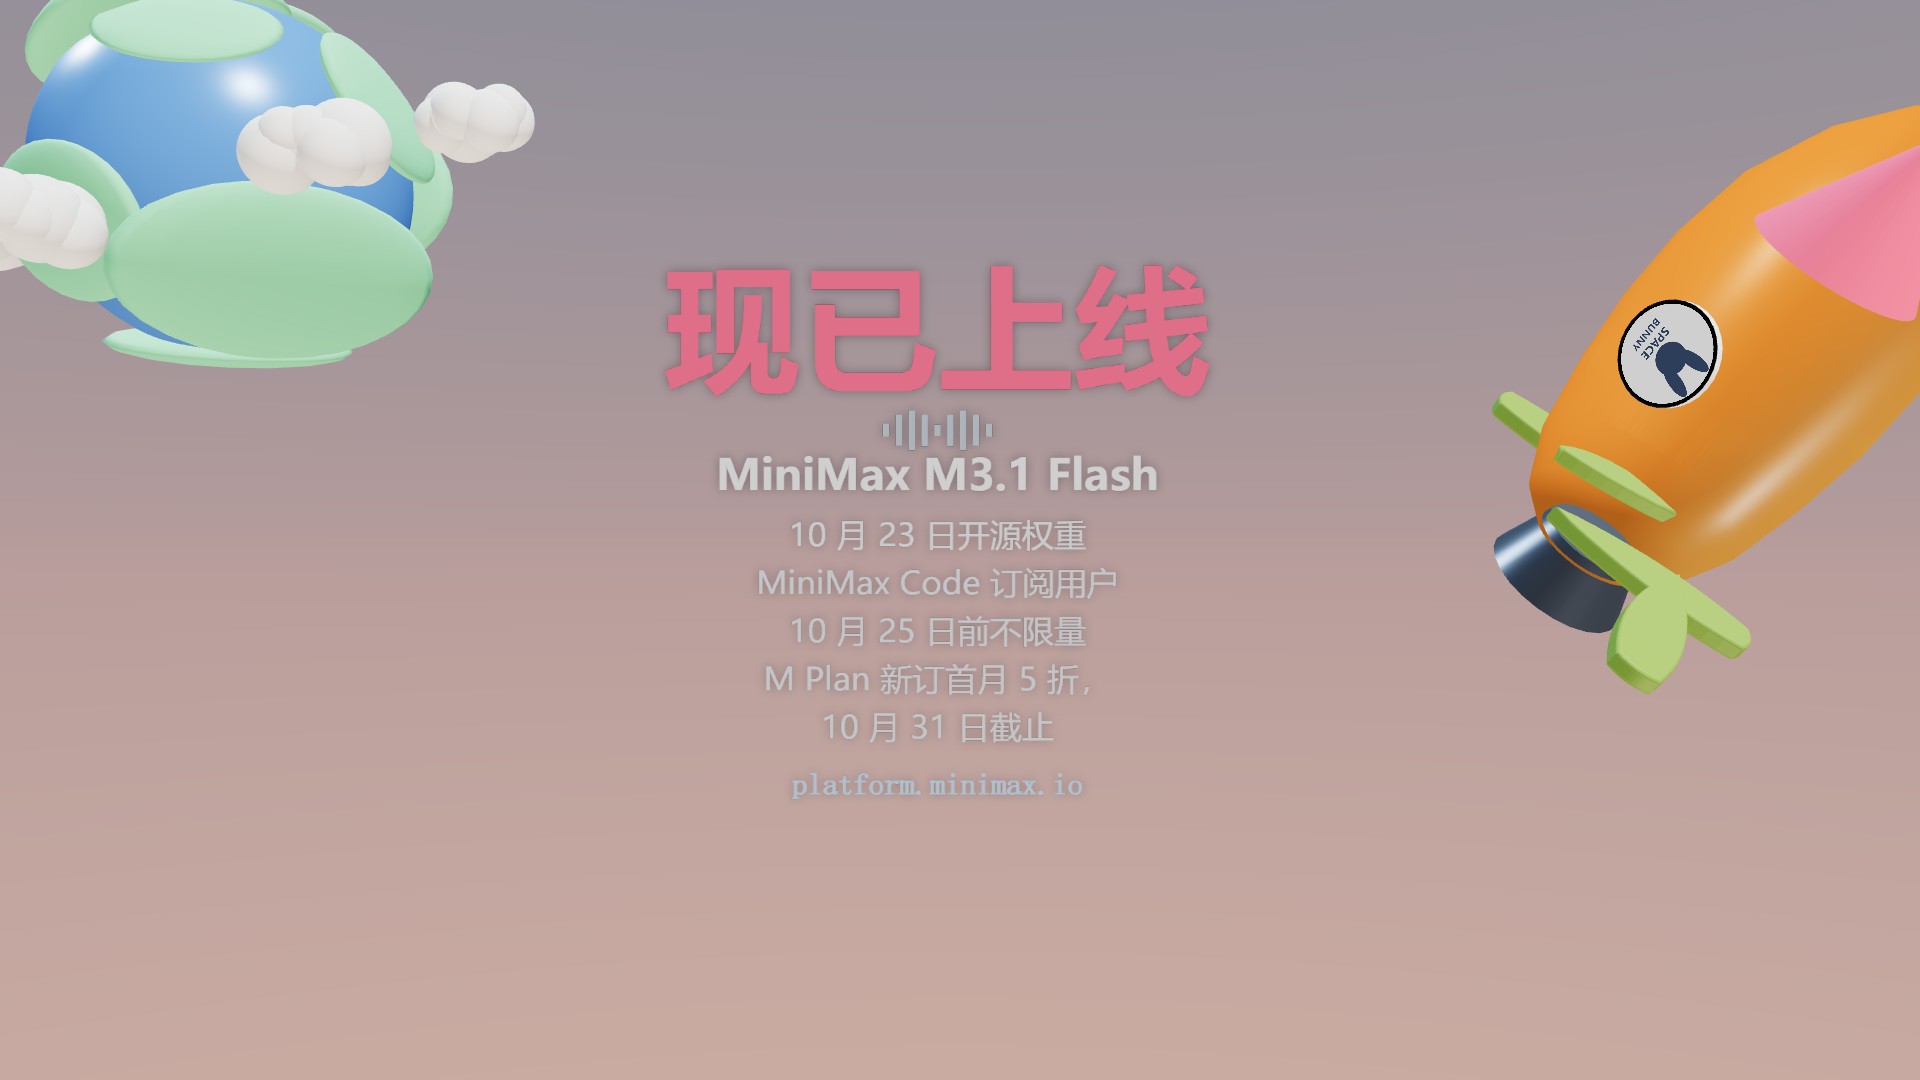 现已上线
MiniMax M3.1 Flash
10 月 23 日开源权重
MiniMax Code 订阅用户
10 月 25 日前不限量
M Plan 新订首月 5 折，
10 月 31 日截止
platform.minimax.io
SPACE
BUNNY